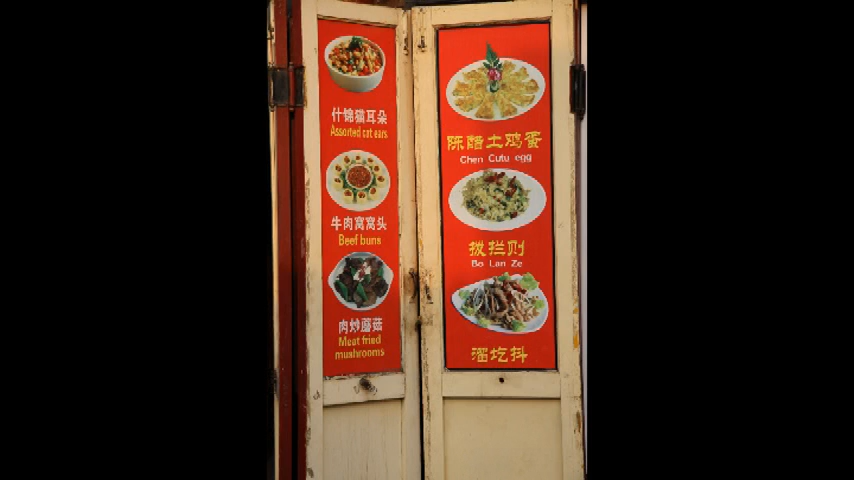 什锦猫耳朵
Assorted cat ears
牛肉窝窝头
Beef buns
肉炒蘑菇
Meat fried
mushrooms
陈醋土鸡蛋
Chen Cutu egg
拨拦则
Bo Lan Ze
溜圪抖